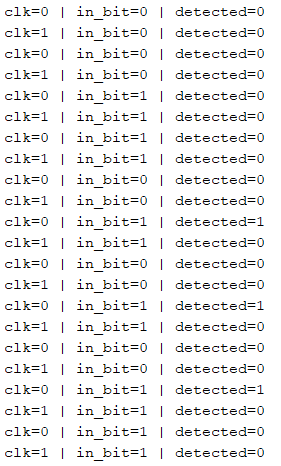 clk=0 | in_bit=0 | detected=0
clk=1 | in_bit=0 | detected=0
clk=0 | in_bit=0 | detected=0
clk=1 | in_bit=0 | detected=0
clk=0 | in_bit=1 | detected=0
clk=1 | in_bit=1 | detected=0
clk=0 | in_bit=1 | detected=0
clk=1 | in_bit=1 | detected=0
clk=0 | in_bit=0 | detected=0
clk=1 | in_bit=0 | detected=0
clk=0 | in_bit=1 | detected=1
clk=1 | in_bit=1 | detected=0
clk=0 | in_bit=0 | detected=0
clk=1 | in_bit=0 | detected=0
clk=0 | in_bit=1 | detected=1
clk=1 | in_bit=1 | detected=0
clk=0 | in_bit=0 | detected=0
clk=1 | in_bit=0 | detected=0
clk=0 | in_bit=1 | detected=1
clk=1 | in_bit=1 | detected=0
clk=0 | in_bit=1 | detected=0
clk=1 | in_bit=1 | detected=0